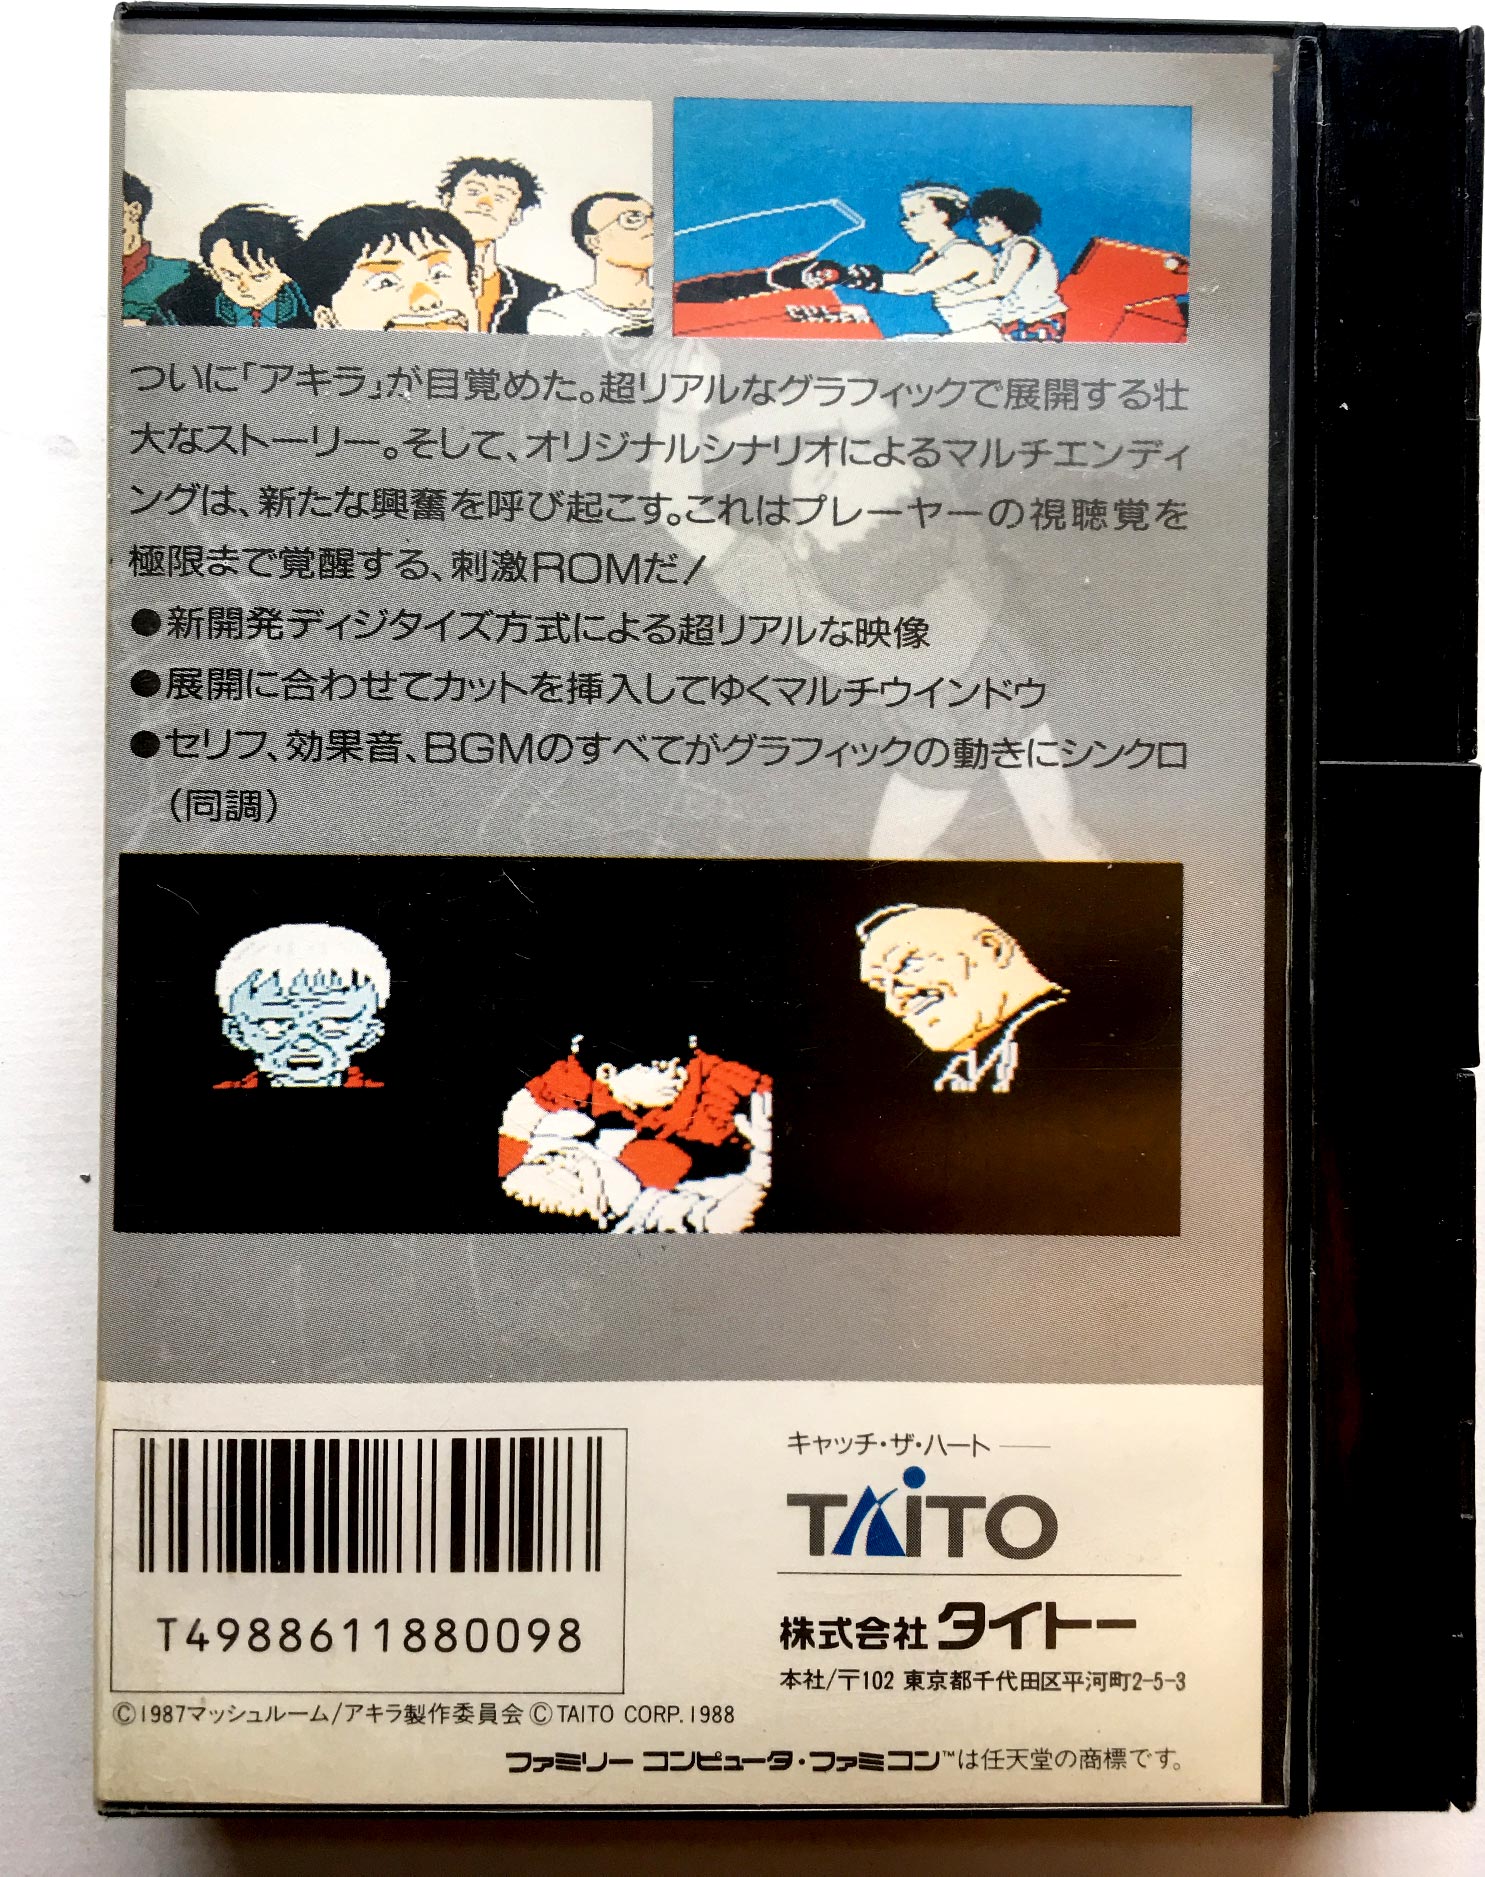 ついに「アキラ」が目覚めた。超リアルなグラフィックで展開する壮
大なストーリー。そして、オリジナルシナリオによるマルチエンディ
ングは、新たな興奮を呼び起こす。これはプレーヤーの視聴覚を
極限まで覚醒する、刺激ROMだ!
●新開発ディジタイズ方式による超リアルな映像
●展開に合わせてカットを挿入してゆくマルチウインドウ
●セリフ、効果音、BGMのすべてがグラフィックの動きにシンクロ
(同調)
T4988611880098
キャッチ・ザ・ハート
TAITO
株式会社タイトー
本社/〒102 東京都千代田区平河町2-5-3
©1987マッシュルーム/アキラ製作委員会 © TAITO CORP. 1988
ファミリー コンピュータ・ファミコン™は任天堂の商標です。